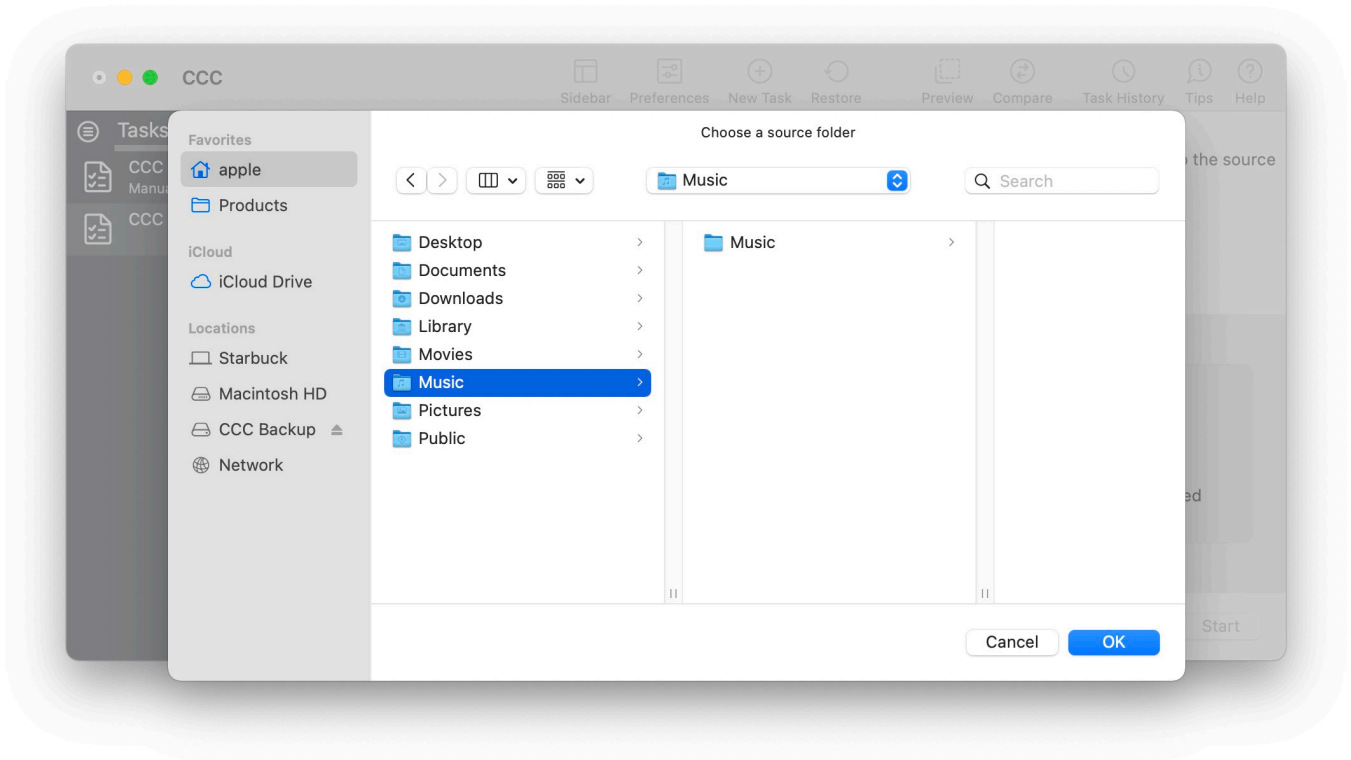 CCC
Sidebar
Preferences
New Task
Restore
Preview
Compare
Task History
Tips
Help
Tasks
CCC
Manua
CCC
the source
ed
Start
Favorites
apple
Products
iCloud
iCloud Drive
Locations
Starbuck
Macintosh HD
CCC Backup
Network
Choose a source folder
Music
Search
Desktop
Documents
Downloads
Library
Movies
Music
Pictures
Public
Music
Cancel
OK